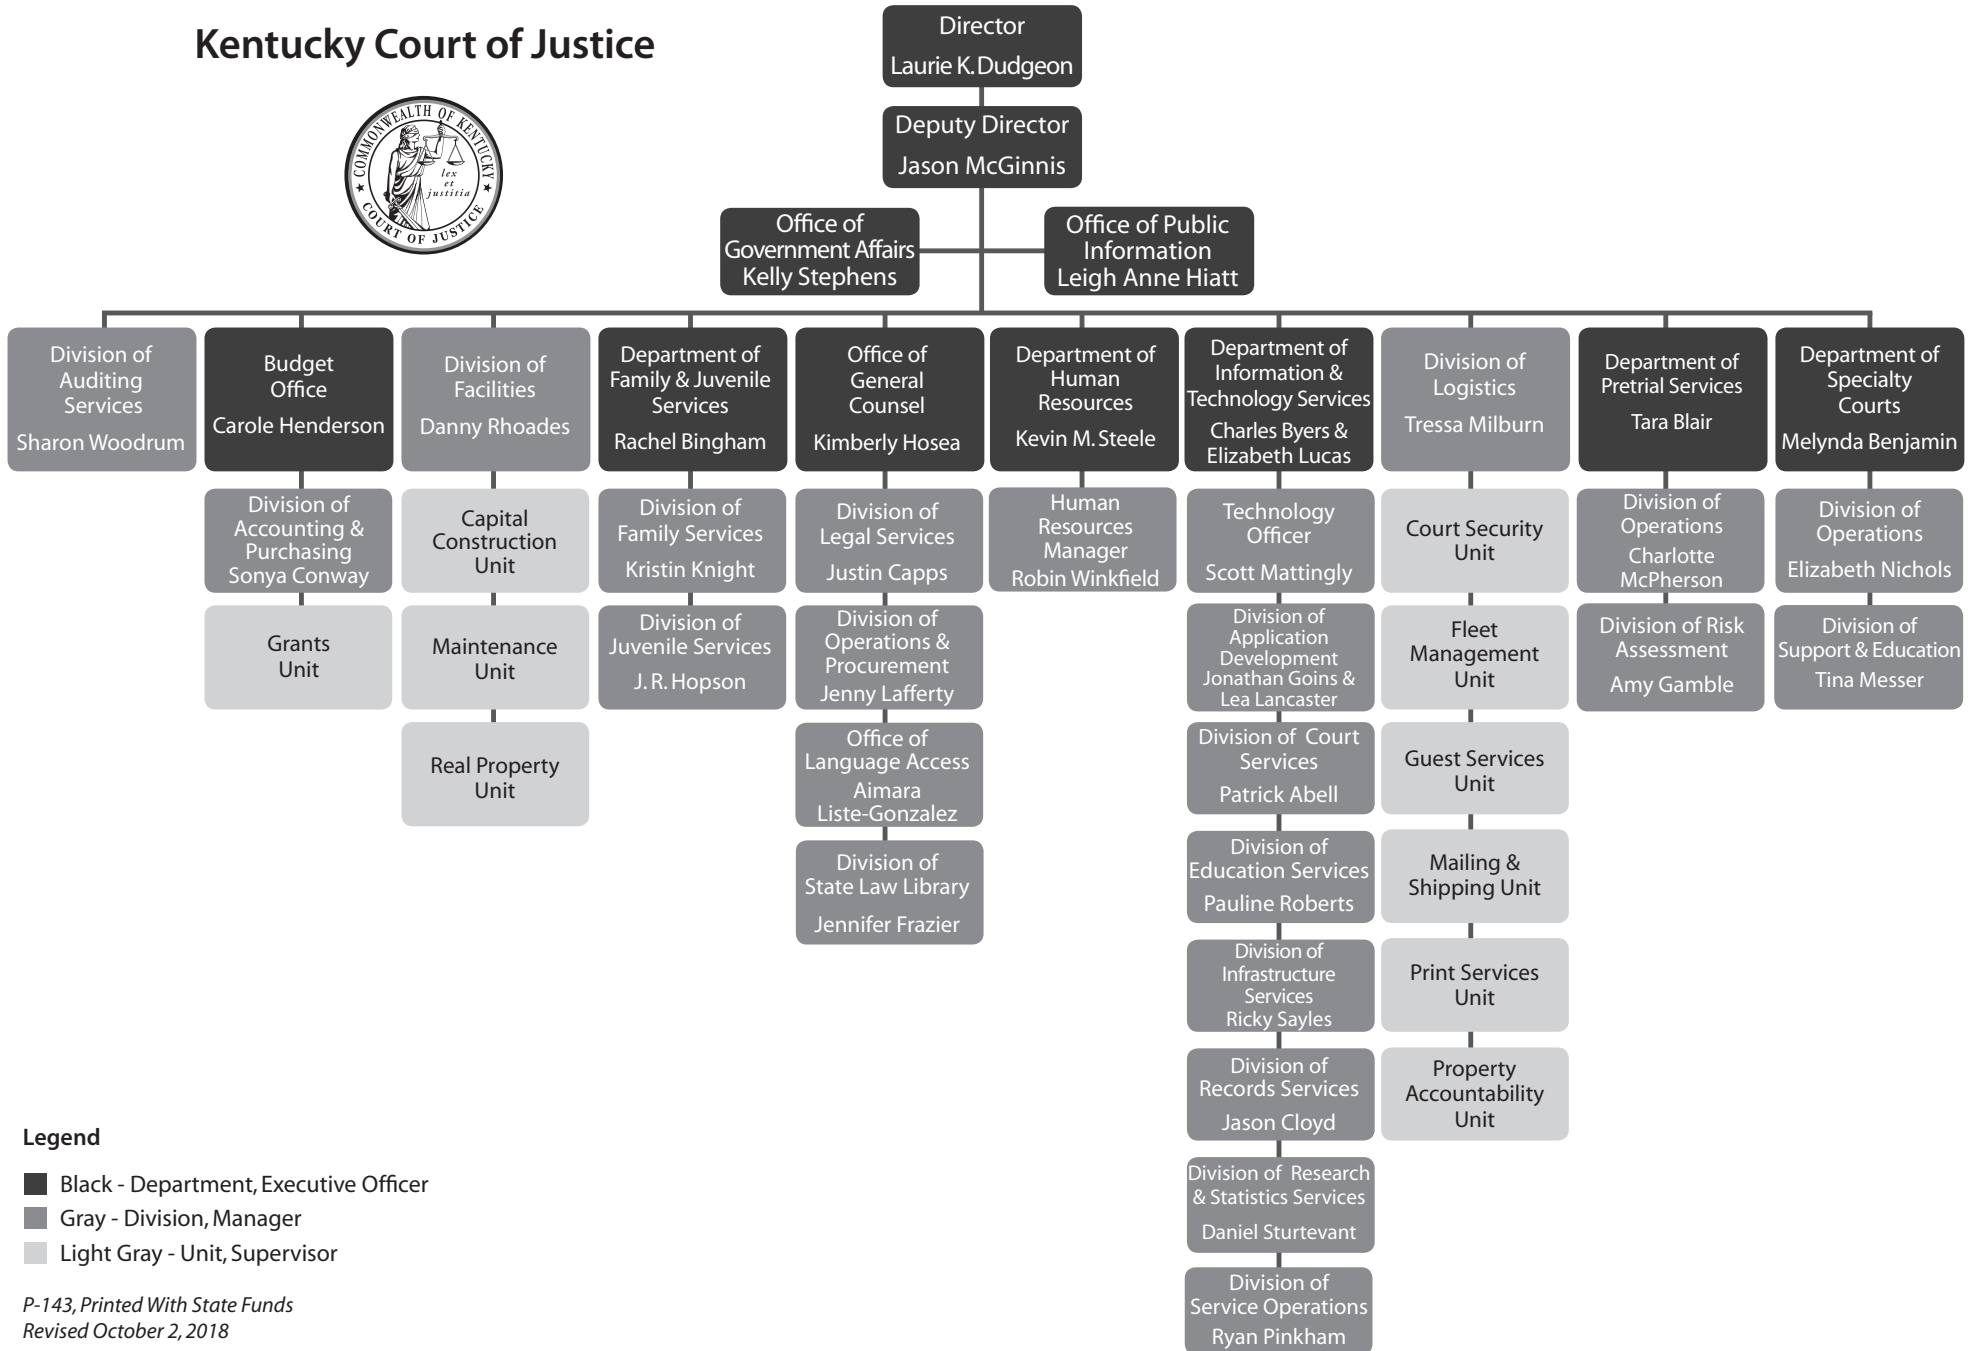 Kentucky Court of Justice
COMMONWEALTH OF KENTUCKY
lex
et
justitia
COURT OF JUSTICE
Director
Laurie K. Dudgeon
Deputy Director
Jason McGinnis
Office of
Government Affairs
Kelly Stephens
Office of Public
Information
Leigh Anne Hiatt
Division of
Auditing
Services
Sharon Woodrum
Budget
Office
Carole Henderson
Division of
Accounting &
Purchasing
Sonya Conway
Grants
Unit
Division of
Facilities
Danny Rhoades
Capital
Construction
Unit
Maintenance
Unit
Real Property
Unit
Department of
Family & Juvenile
Services
Rachel Bingham
Division of
Family Services
Kristin Knight
Division of
Juvenile Services
J. R. Hopson
Office of
General
Counsel
Kimberly Hosea
Division of
Legal Services
Justin Capps
Division of
Operations &
Procurement
Jenny Lafferty
Office of
Language Access
Aimara
Liste-Gonzalez
Division of
State Law Library
Jennifer Frazier
Department of
Human
Resources
Kevin M. Steele
Human
Resources
Manager
Robin Winkfield
Department of
Information &
Technology Services
Charles Byers &
Elizabeth Lucas
Technology
Officer
Scott Mattingly
Division of
Application
Development
Jonathan Goins &
Lea Lancaster
Division of Court
Services
Patrick Abell
Division of
Education Services
Pauline Roberts
Division of
Infrastructure
Services
Ricky Sayles
Division of
Records Services
Jason Cloyd
Division of Research
& Statistics Services
Daniel Sturtevant
Division of
Service Operations
Ryan Pinkham
Division of
Logistics
Tressa Milburn
Court Security
Unit
Fleet
Management
Unit
Guest Services
Unit
Mailing &
Shipping Unit
Print Services
Unit
Property
Accountability
Unit
Department of
Pretrial Services
Tara Blair
Division of
Operations
Charlotte
McPherson
Division of Risk
Assessment
Amy Gamble
Department of
Specialty
Courts
Melynda Benjamin
Division of
Operations
Elizabeth Nichols
Division of
Support & Education
Tina Messer
Legend
Black - Department, Executive Officer
Gray - Division, Manager
Light Gray - Unit, Supervisor
P-143, Printed With State Funds
Revised October 2, 2018